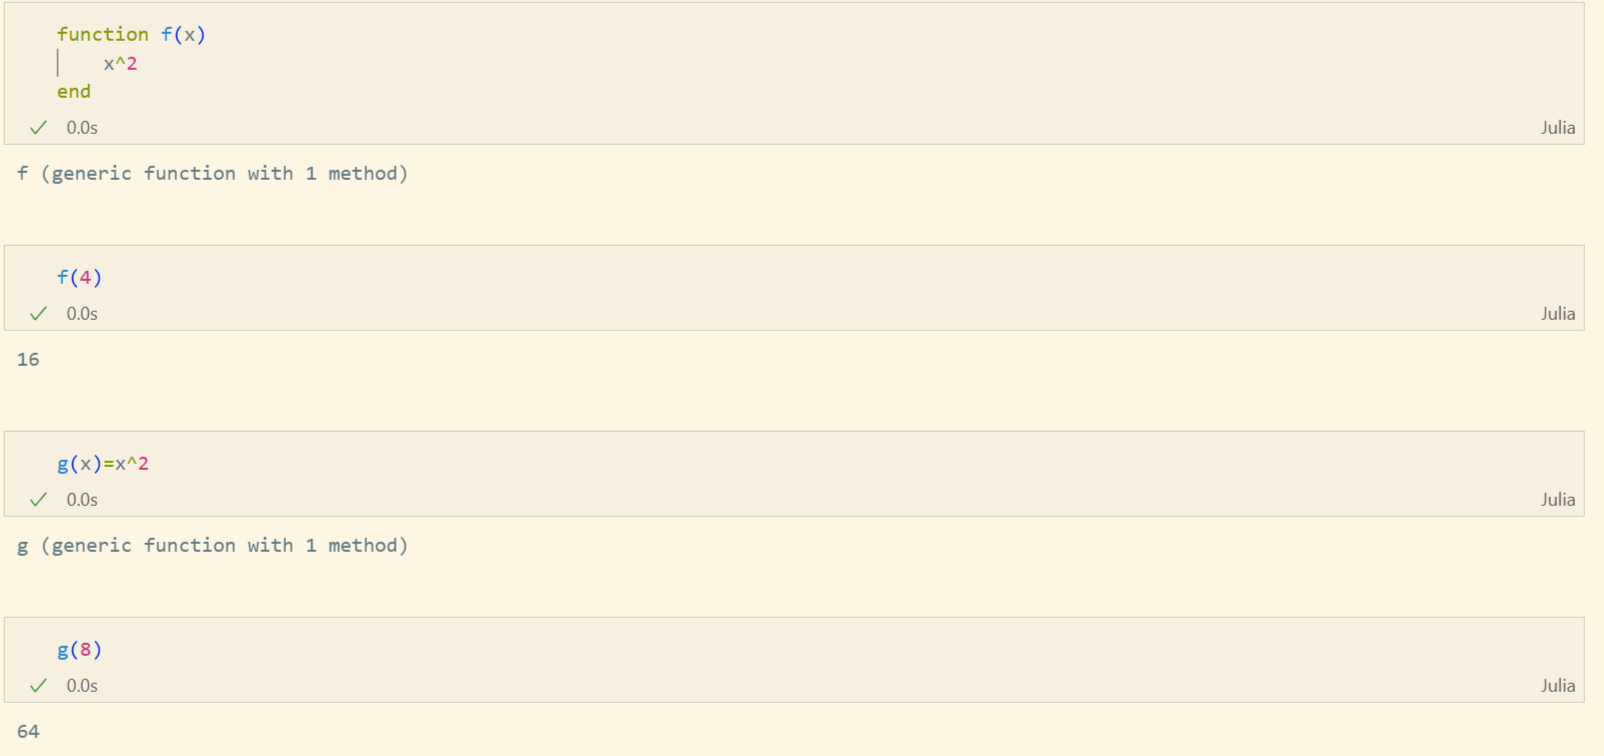 function f(x)
    x^2
end
0.0s Julia
f (generic function with 1 method)
f(4)
0.0s Julia
16
g(x)=x^2
0.0s Julia
g (generic function with 1 method)
g(8)
0.0s Julia
64